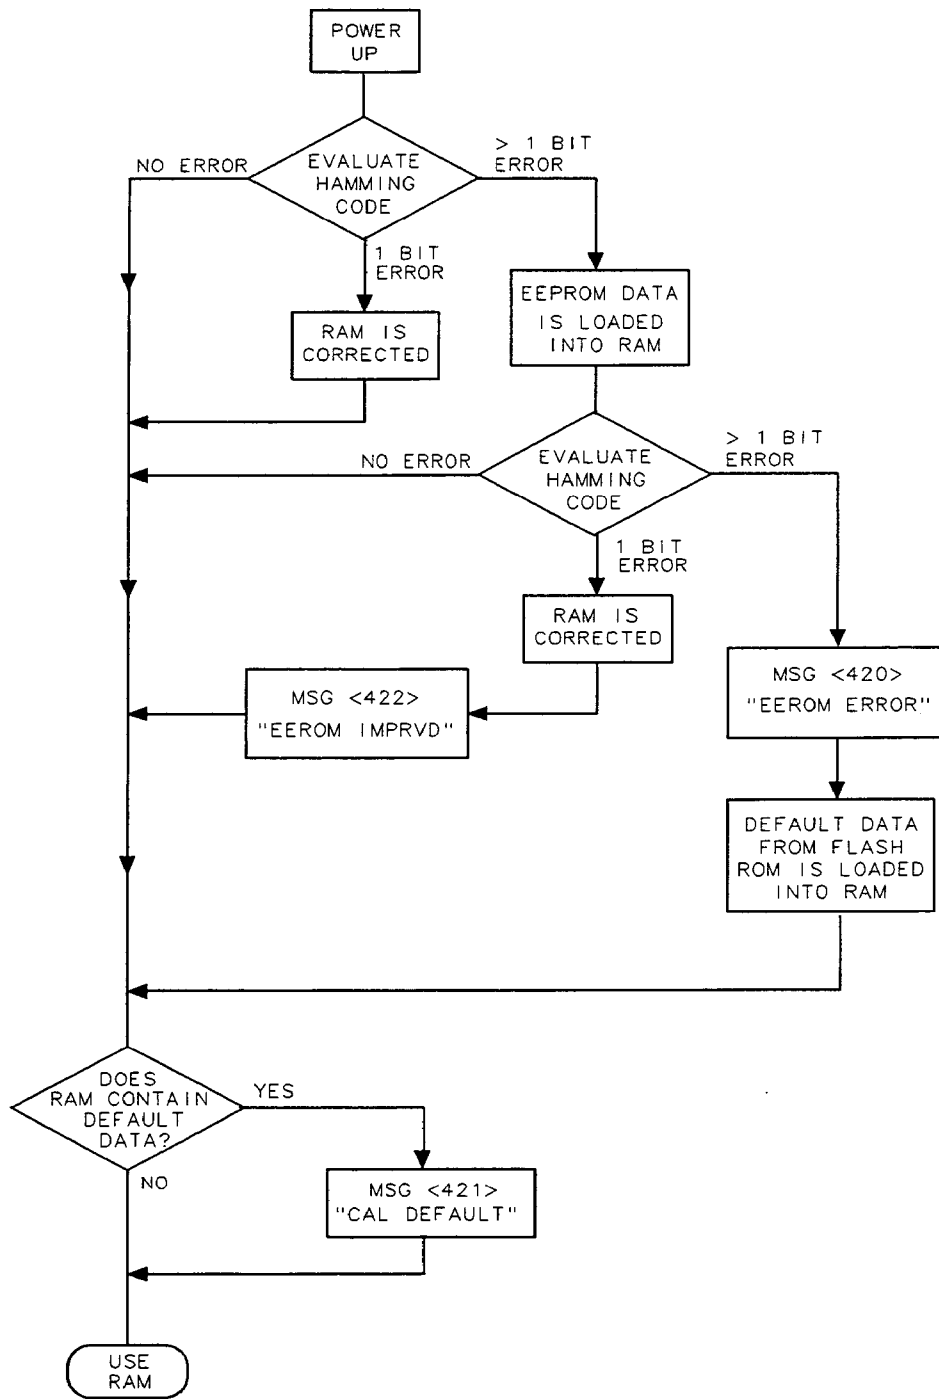 POWER
UP
NO ERROR
EVALUATE
HAMMING
CODE
> 1 BIT
ERROR
1 BIT
ERROR
RAM IS
CORRECTED
EEPROM DATA
IS LOADED
INTO RAM
NO ERROR
EVALUATE
HAMMING
CODE
> 1 BIT
ERROR
1 BIT
ERROR
RAM IS
CORRECTED
MSG <422>
"EEROM IMPRVD"
MSG <420>
"EEROM ERROR"
DEFAULT DATA
FROM FLASH
ROM IS LOADED
INTO RAM
DOES
RAM CONTAIN
DEFAULT
DATA?
YES
NO
MSG <421>
"CAL DEFAULT"
USE
RAM